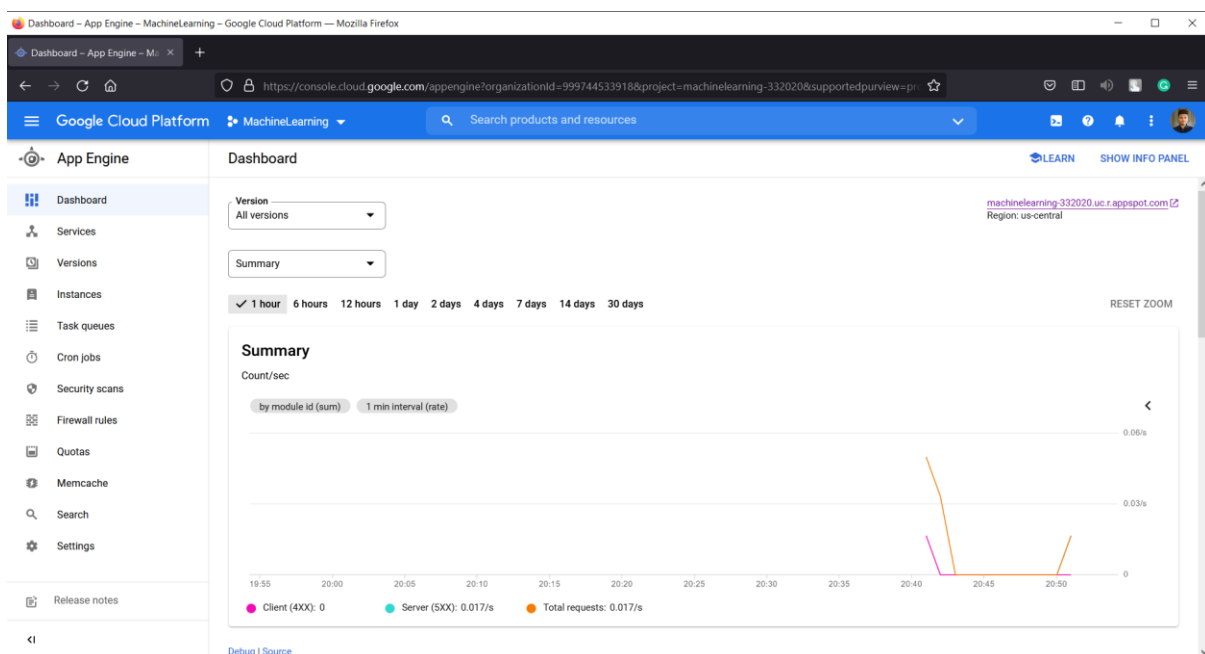 Dashboard – App Engine – MachineLearning – Google Cloud Platform — Mozilla Firefox
Dashboard – App Engine – Ma
https://console.cloud.google.com/appengine?organizationId=999744533918&project=machinelearning-332020&supportedpurview=pr
Google Cloud Platform MachineLearning Search products and resources
App Engine Dashboard LEARN SHOW INFO PANEL
Dashboard
Services
Versions
Instances
Task queues
Cron jobs
Security scans
Firewall rules
Quotas
Memcache
Search
Settings
Release notes
Version
All versions
machinelearning-332020.uc.r.appspot.com
Region: us-central
Summary
1 hour 6 hours 12 hours 1 day 2 days 4 days 7 days 14 days 30 days RESET ZOOM
Summary
Count/sec
by module id (sum) 1 min interval (rate)
0.06/s
0.03/s
0
19:55 20:00 20:05 20:10 20:15 20:20 20:25 20:30 20:35 20:40 20:45 20:50
Client (4XX): 0 Server (5XX): 0.017/s Total requests: 0.017/s
Debug | Source